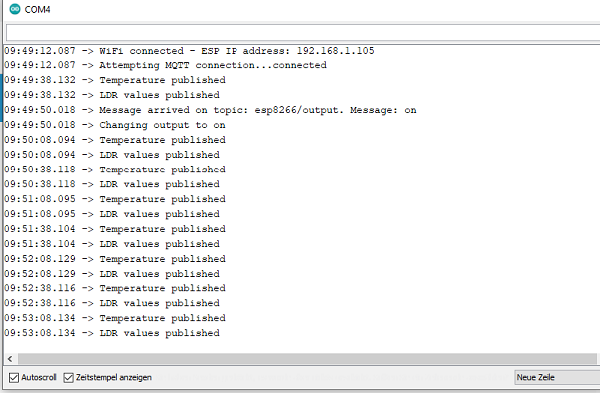 COM4
09:49:12.087 -> WiFi connected - ESP IP address: 192.168.1.105
09:49:12.087 -> Attempting MQTT connection...connected
09:49:38.132 -> Temperature published
09:49:38.132 -> LDR values published
09:49:50.018 -> Message arrived on topic: esp8266/output. Message: on
09:49:50.018 -> Changing output to on
09:50:08.094 -> Temperature published
09:50:08.094 -> LDR values published
09:50:38.118 -> Temperature published
09:50:38.118 -> LDR values published
09:51:08.095 -> Temperature published
09:51:08.095 -> LDR values published
09:51:38.104 -> Temperature published
09:51:38.104 -> LDR values published
09:52:08.129 -> Temperature published
09:52:08.129 -> LDR values published
09:52:38.116 -> Temperature published
09:52:38.116 -> LDR values published
09:53:08.134 -> Temperature published
09:53:08.134 -> LDR values published
Autoscroll Zeitstempel anzeigen Neue Zeile